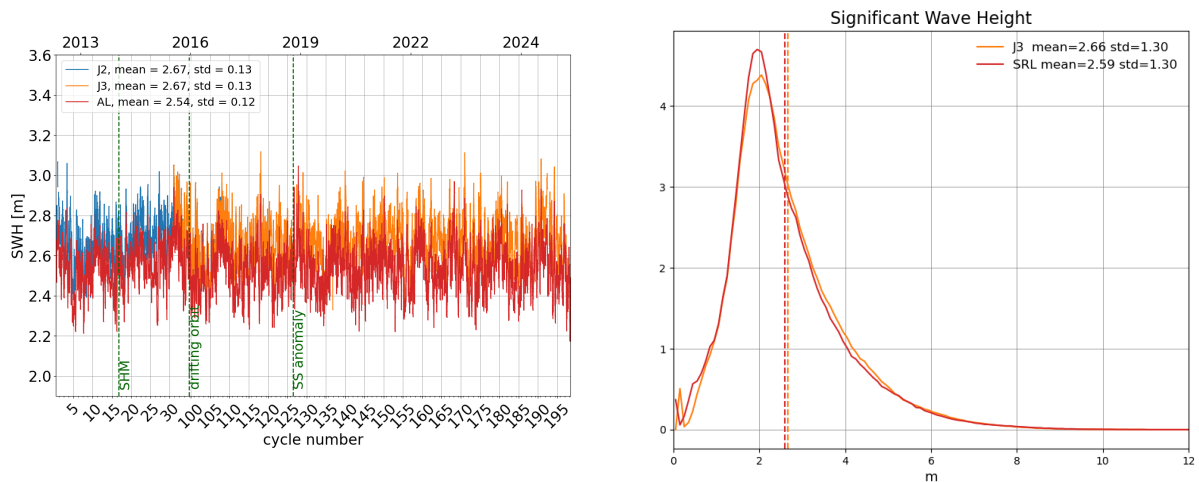 2013 2016 2019 2022 2024
3.6
3.4
3.2
3.0
2.8
2.6
2.4
2.2
2.0
SWH [m]
J2, mean = 2.67, std = 0.13
J3, mean = 2.67, std = 0.13
AL, mean = 2.54, std = 0.12
SHM
drifting orbit
SS anomaly
5 10 15 20 25 30 100 105 110 115 120 125 130 135 140 145 150 155 160 165 170 175 180 185 190 195
cycle number
Significant Wave Height
J3 mean=2.66 std=1.30
SRL mean=2.59 std=1.30
4
3
2
1
0
0 2 4 6 8 10 12
m